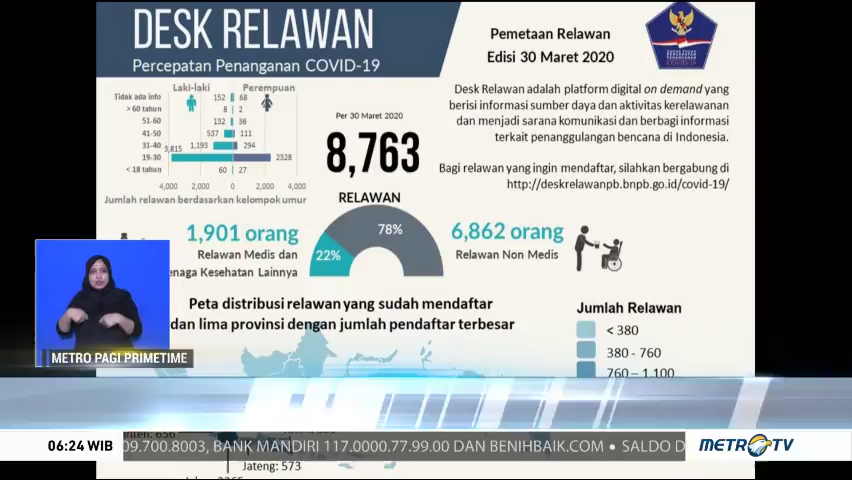 DESK RELAWAN
Percepatan Penanganan COVID-19
Pemetaan Relawan
Edisi 30 Maret 2020
Laki-laki
Perempuan
Tidak ada info 152 68
> 60 tahun 8 2
51-60 132 36
41-50 537 111
31-40 1,193 294
19-30 3,815 2328
< 18 tahun 60 27
4,000 2,000 0 2,000 4,000
Jumlah relawan berdasarkan kelompok umur
Per 30 Maret 2020
8,763
RELAWAN
Desk Relawan adalah platform digital on demand yang
berisi informasi sumber daya dan aktivitas kerelawanan
dan menjadi sarana komunikasi dan berbagi informasi
terkait penanggulangan bencana di Indonesia.
Bagi relawan yang ingin mendaftar, silahkan bergabung di
http://deskrelawanpb.bnpb.go.id/covid-19/
1,901 orang
Relawan Medis dan
enaga Kesehatan Lainnya
22%
78%
6,862 orang
Relawan Non Medis
Peta distribusi relawan yang sudah mendaftar
dan lima provinsi dengan jumlah pendaftar terbesar
Jumlah Relawan
< 380
380 - 760
760 – 1.100
METRO PAGI PRIMETIME
06:24 WIB
09.700.8003, BANK MANDIRI 117.0000.77.99.00 DAN BENIHBAIK.COM • SALDO D
METRO TV
Jateng: 573